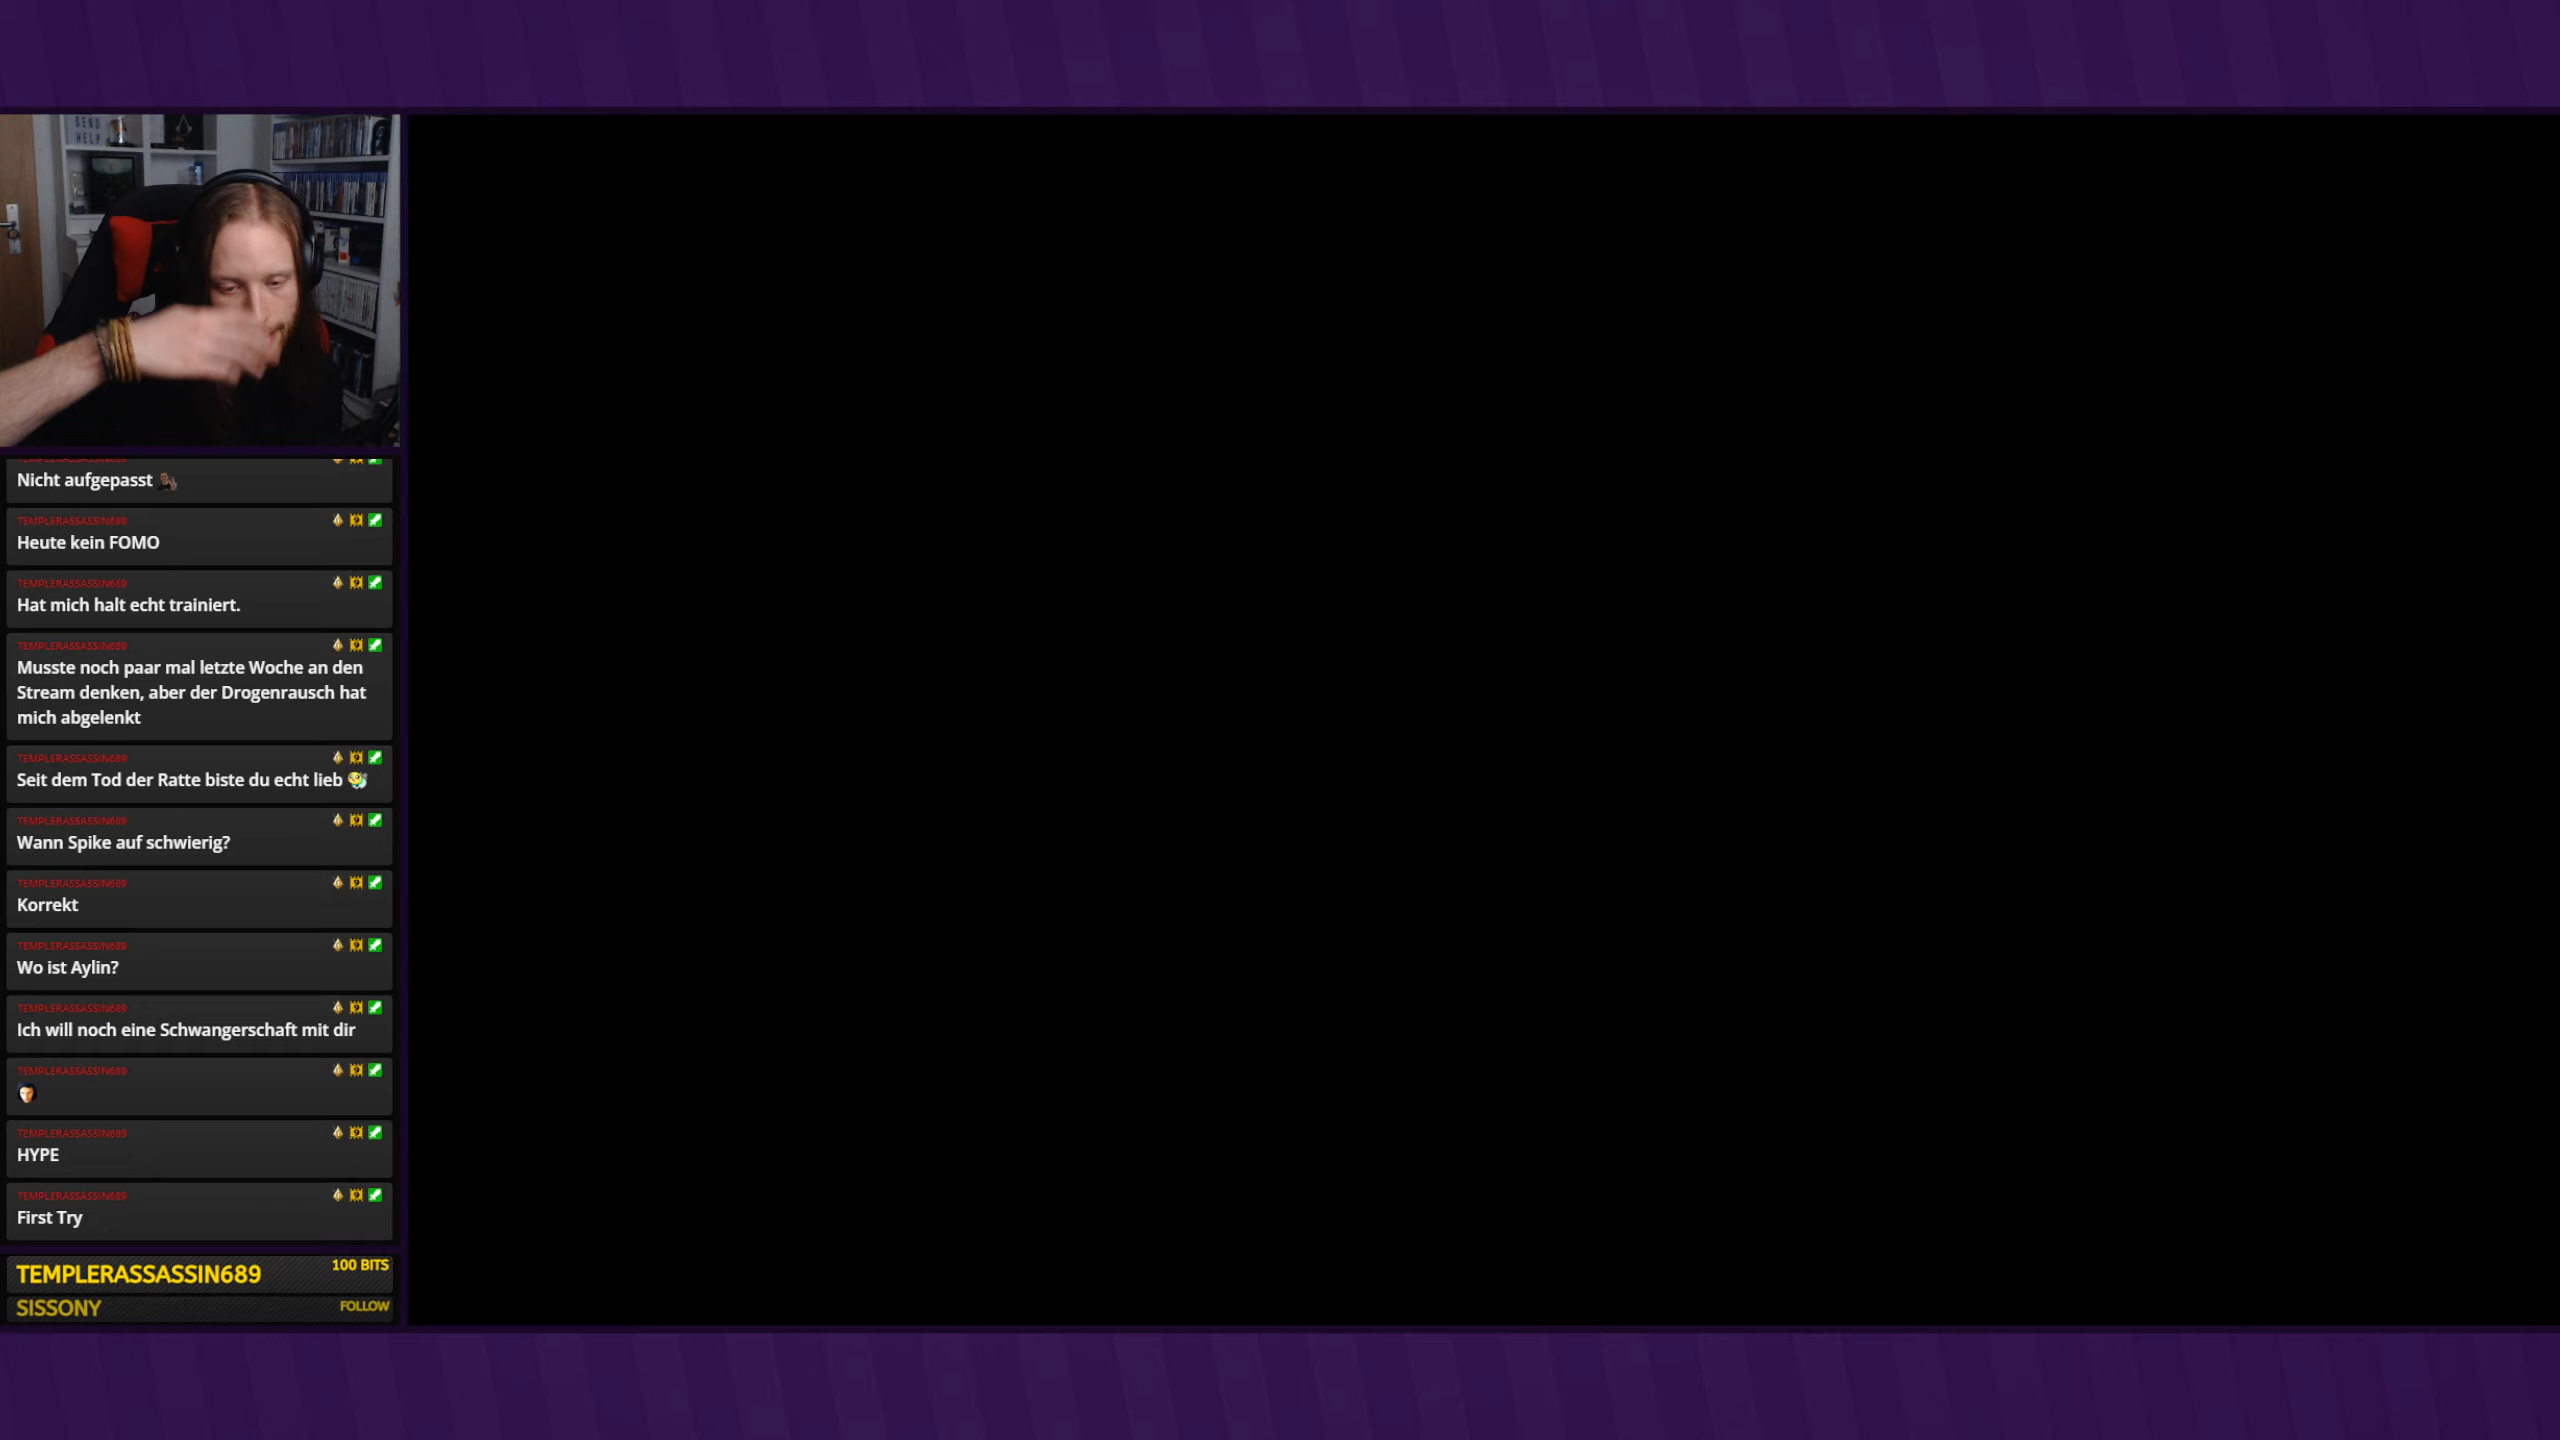 SEND
HELP
TEMPLERASSASSIN689
Nicht aufgepasst
TEMPLERASSASSIN689
Heute kein FOMO
TEMPLERASSASSIN689
Hat mich halt echt trainiert.
TEMPLERASSASSIN689
Musste noch paar mal letzte Woche an den
Stream denken, aber der Drogenrausch hat
mich abgelenkt
TEMPLERASSASSIN689
Seit dem Tod der Ratte biste du echt lieb
TEMPLERASSASSIN689
Wann Spike auf schwierig?
TEMPLERASSASSIN689
Korrekt
TEMPLERASSASSIN689
Wo ist Aylin?
TEMPLERASSASSIN689
Ich will noch eine Schwangerschaft mit dir
TEMPLERASSASSIN689
TEMPLERASSASSIN689
HYPE
TEMPLERASSASSIN689
First Try
TEMPLERASSASSIN689 100 BITS
SISSONY FOLLOW